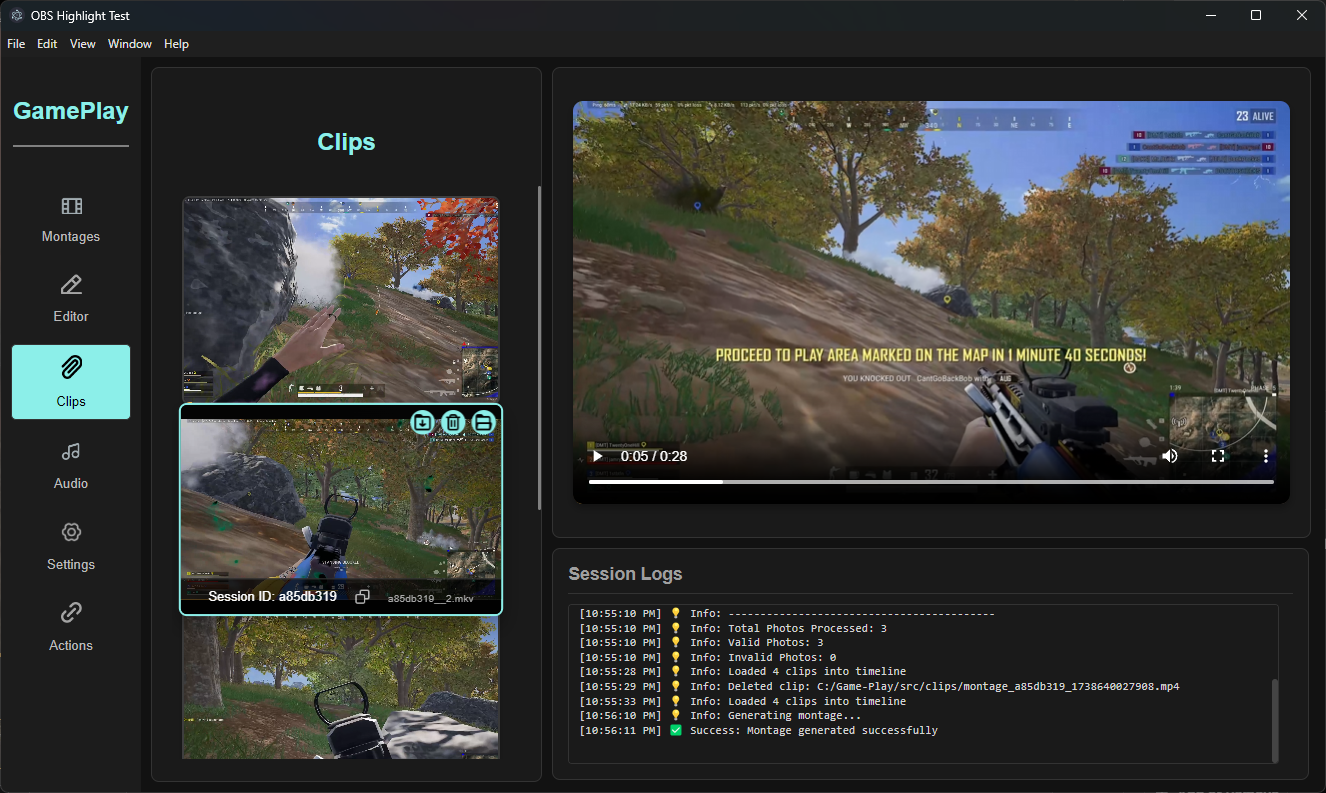 OBS Highlight Test
File Edit View Window Help
GamePlay
Montages
Editor
Clips
Audio
Settings
Actions
Clips
3
Session ID: a85db319
a85db319__2.mkv
23 ALIVE
PROCEED TO PLAY AREA MARKED ON THE MAP IN 1 MINUTE 40 SECONDS!
YOU KNOCKED OUT CantGoBackBob with AUG
1:39
0:05 / 0:28
32
Session Logs
[10:55:10 PM] 💡 Info: -----------------------------------------
[10:55:10 PM] 💡 Info: Total Photos Processed: 3
[10:55:10 PM] 💡 Info: Valid Photos: 3
[10:55:10 PM] 💡 Info: Invalid Photos: 0
[10:55:28 PM] 💡 Info: Loaded 4 clips into timeline
[10:55:29 PM] 💡 Info: Deleted clip: C:/Game-Play/src/clips/montage_a85db319_1738640027908.mp4
[10:55:33 PM] 💡 Info: Loaded 4 clips into timeline
[10:56:10 PM] 💡 Info: Generating montage...
[10:56:11 PM] ✅ Success: Montage generated successfully